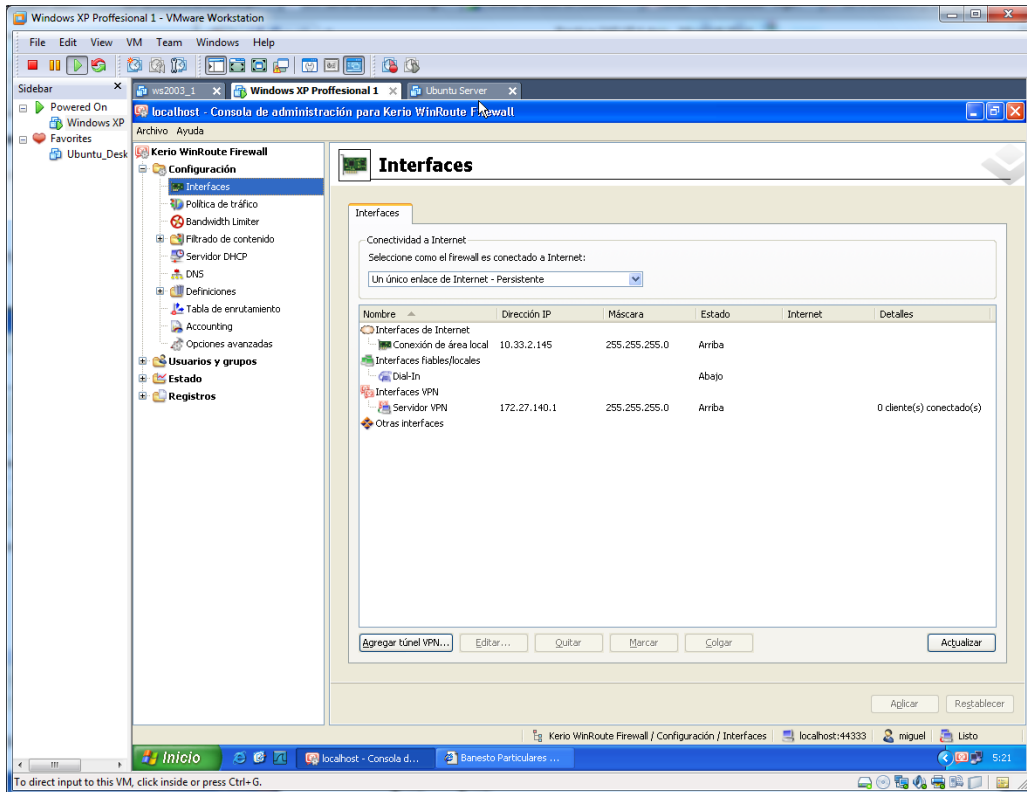 Windows XP Proffesional 1 - VMware Workstation
File Edit View VM Team Windows Help
Sidebar x
ws2003_1 x Windows XP Proffesional 1 x Ubuntu Server x
Powered On
Windows XP
Favorites
Ubuntu_Desk
localhost - Consola de administración para Kerio WinRoute Firewall
Archivo Ayuda
Kerio WinRoute Firewall
Configuración
Interfaces
Política de tráfico
Bandwidth Limiter
Filtrado de contenido
Servidor DHCP
DNS
Definiciones
Tabla de enrutamiento
Accounting
Opciones avanzadas
Usuarios y grupos
Estado
Registros
Interfaces
Interfaces
Conectividad a Internet
Seleccione como el firewall es conectado a Internet:
Un único enlace de Internet - Persistente
Nombre Dirección IP Máscara Estado Internet Detalles
Interfaces de Internet
Conexión de área local 10.33.2.145 255.255.255.0 Arriba
Interfaces fiables/locales
Dial-In Abajo
Interfaces VPN
Servidor VPN 172.27.140.1 255.255.255.0 Arriba 0 cliente(s) conectado(s)
Otras interfaces
Agregar túnel VPN... Editar... Quitar Marcar Colgar Actualizar
Aplicar Restablecer
Kerio WinRoute Firewall / Configuración / Interfaces localhost:44333 miguel Listo
Inicio localhost - Consola d... Banesto Particulares ... 5:21
To direct input to this VM, click inside or press Ctrl+G.